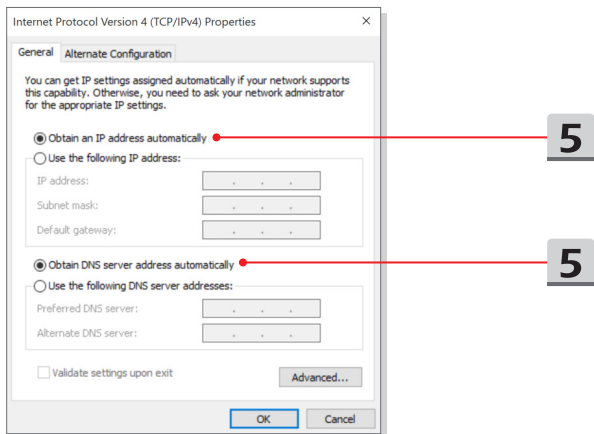 Internet Protocol Version 4 (TCP/IPv4) Properties
General Alternate Configuration
You can get IP settings assigned automatically if your network supports
this capability. Otherwise, you need to ask your network administrator
for the appropriate IP settings.
Obtain an IP address automatically 5
Use the following IP address:
IP address:
Subnet mask:
Default gateway:
Obtain DNS server address automatically 5
Use the following DNS server addresses:
Preferred DNS server:
Alternate DNS server:
Validate settings upon exit
Advanced...
OK Cancel